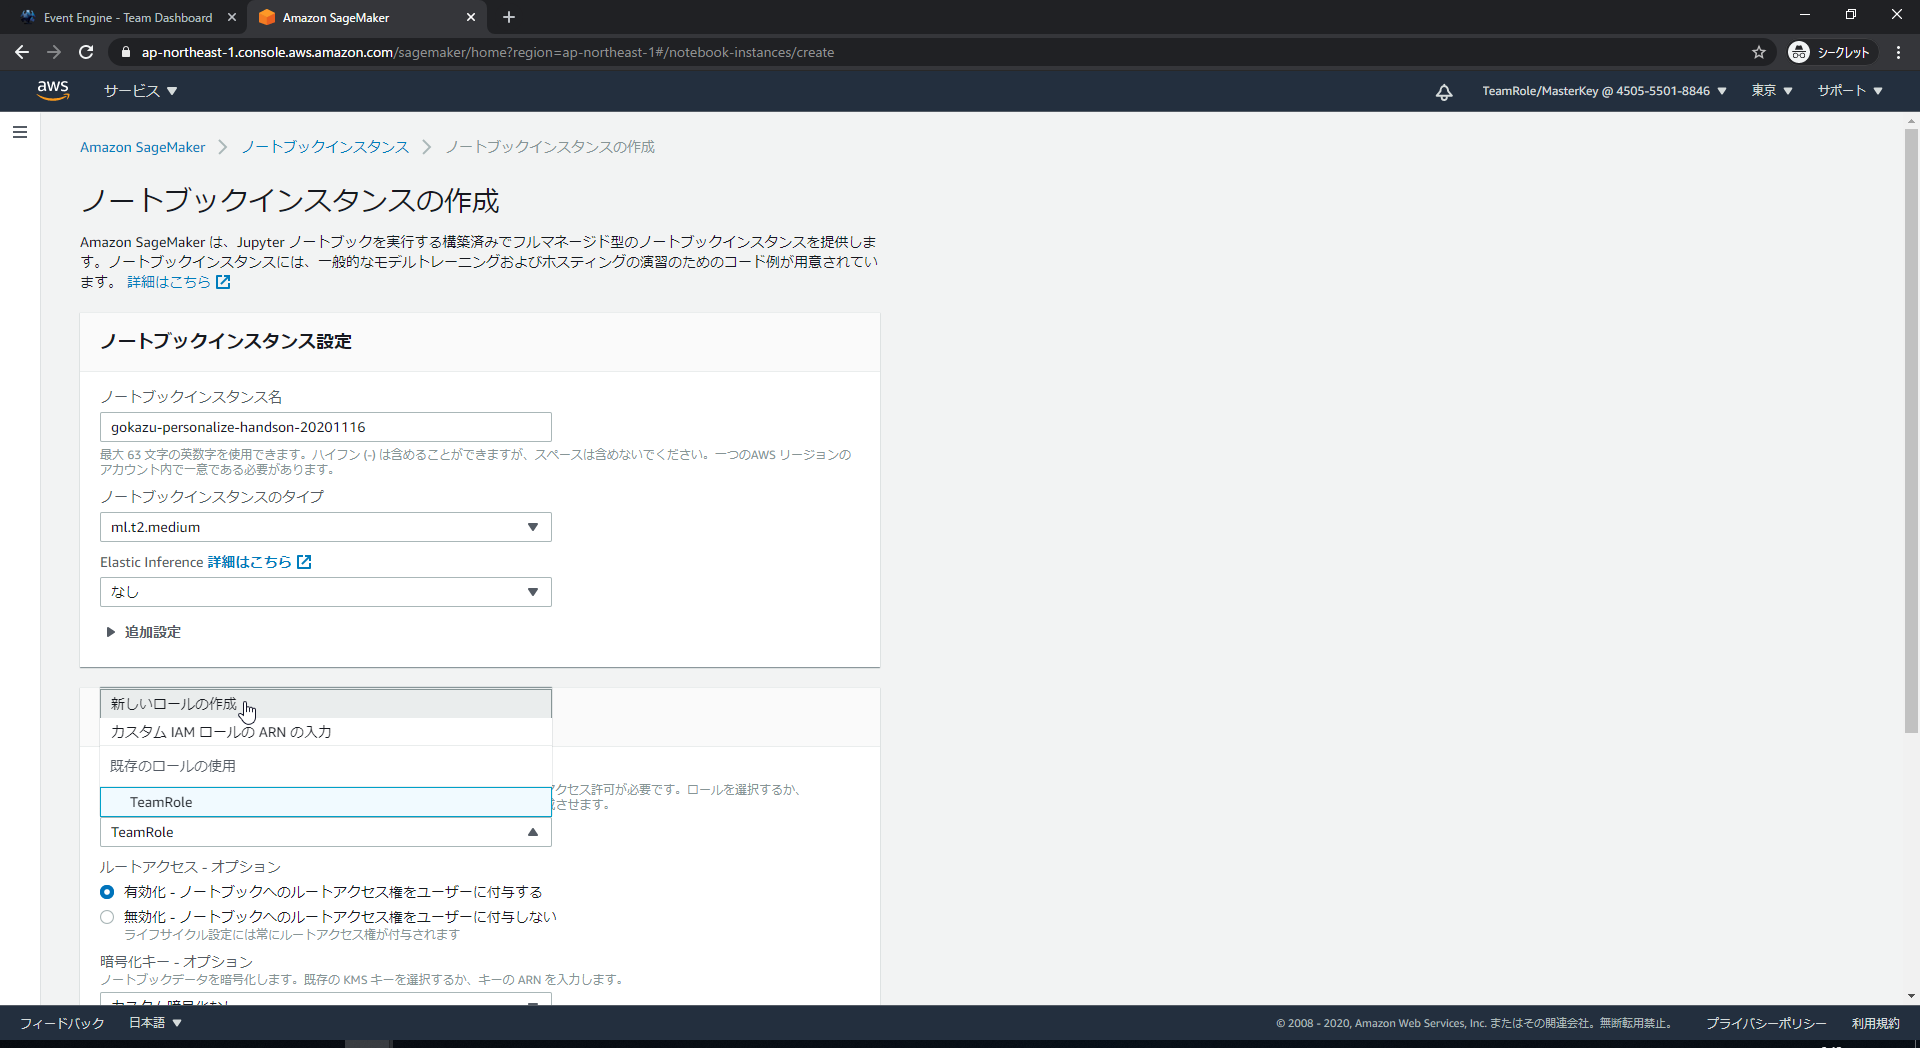 Event Engine - Team Dashboard
Amazon SageMaker
ap-northeast-1.console.aws.amazon.com/sagemaker/home?region=ap-northeast-1#/notebook-instances/create
シークレット
aws
サービス
TeamRole/MasterKey @ 4505-5501-8846
東京
サポート
Amazon SageMaker
ノートブックインスタンス
ノートブックインスタンスの作成
ノートブックインスタンスの作成
Amazon SageMaker は、Jupyter ノートブックを実行する構築済みでフルマネージド型のノートブックインスタンスを提供しま
す。ノートブックインスタンスには、一般的なモデルトレーニングおよびホスティングの演習のためのコード例が用意されてい
ます。 詳細はこちら
ノートブックインスタンス設定
ノートブックインスタンス名
gokazu-personalize-handson-20201116
最大 63 文字の英数字を使用できます。ハイフン (-) は含めることができますが、スペースは含めないでください。一つのAWS リージョンの
アカウント内で一意である必要があります。
ノートブックインスタンスのタイプ
ml.t2.medium
Elastic Inference 詳細はこちら
なし
追加設定
新しいロールの作成
カスタム IAM ロールの ARN の入力
既存のロールの使用
クセス許可が必要です。ロールを選択するか、
させます。
TeamRole
TeamRole
ルートアクセス - オプション
有効化 - ノートブックへのルートアクセス権をユーザーに付与する
無効化 - ノートブックへのルートアクセス権をユーザーに付与しない
ライフサイクル設定には常にルートアクセス権が付与されます
暗号化キー - オプション
ノートブックデータを暗号化します。既存の KMS キーを選択するか、キーの ARN を入力します。
カスタム暗号化なし
フィードバック
日本語
© 2008 - 2020, Amazon Web Services, Inc. またはその関連会社。無断転用禁止。
プライバシーポリシー
利用規約